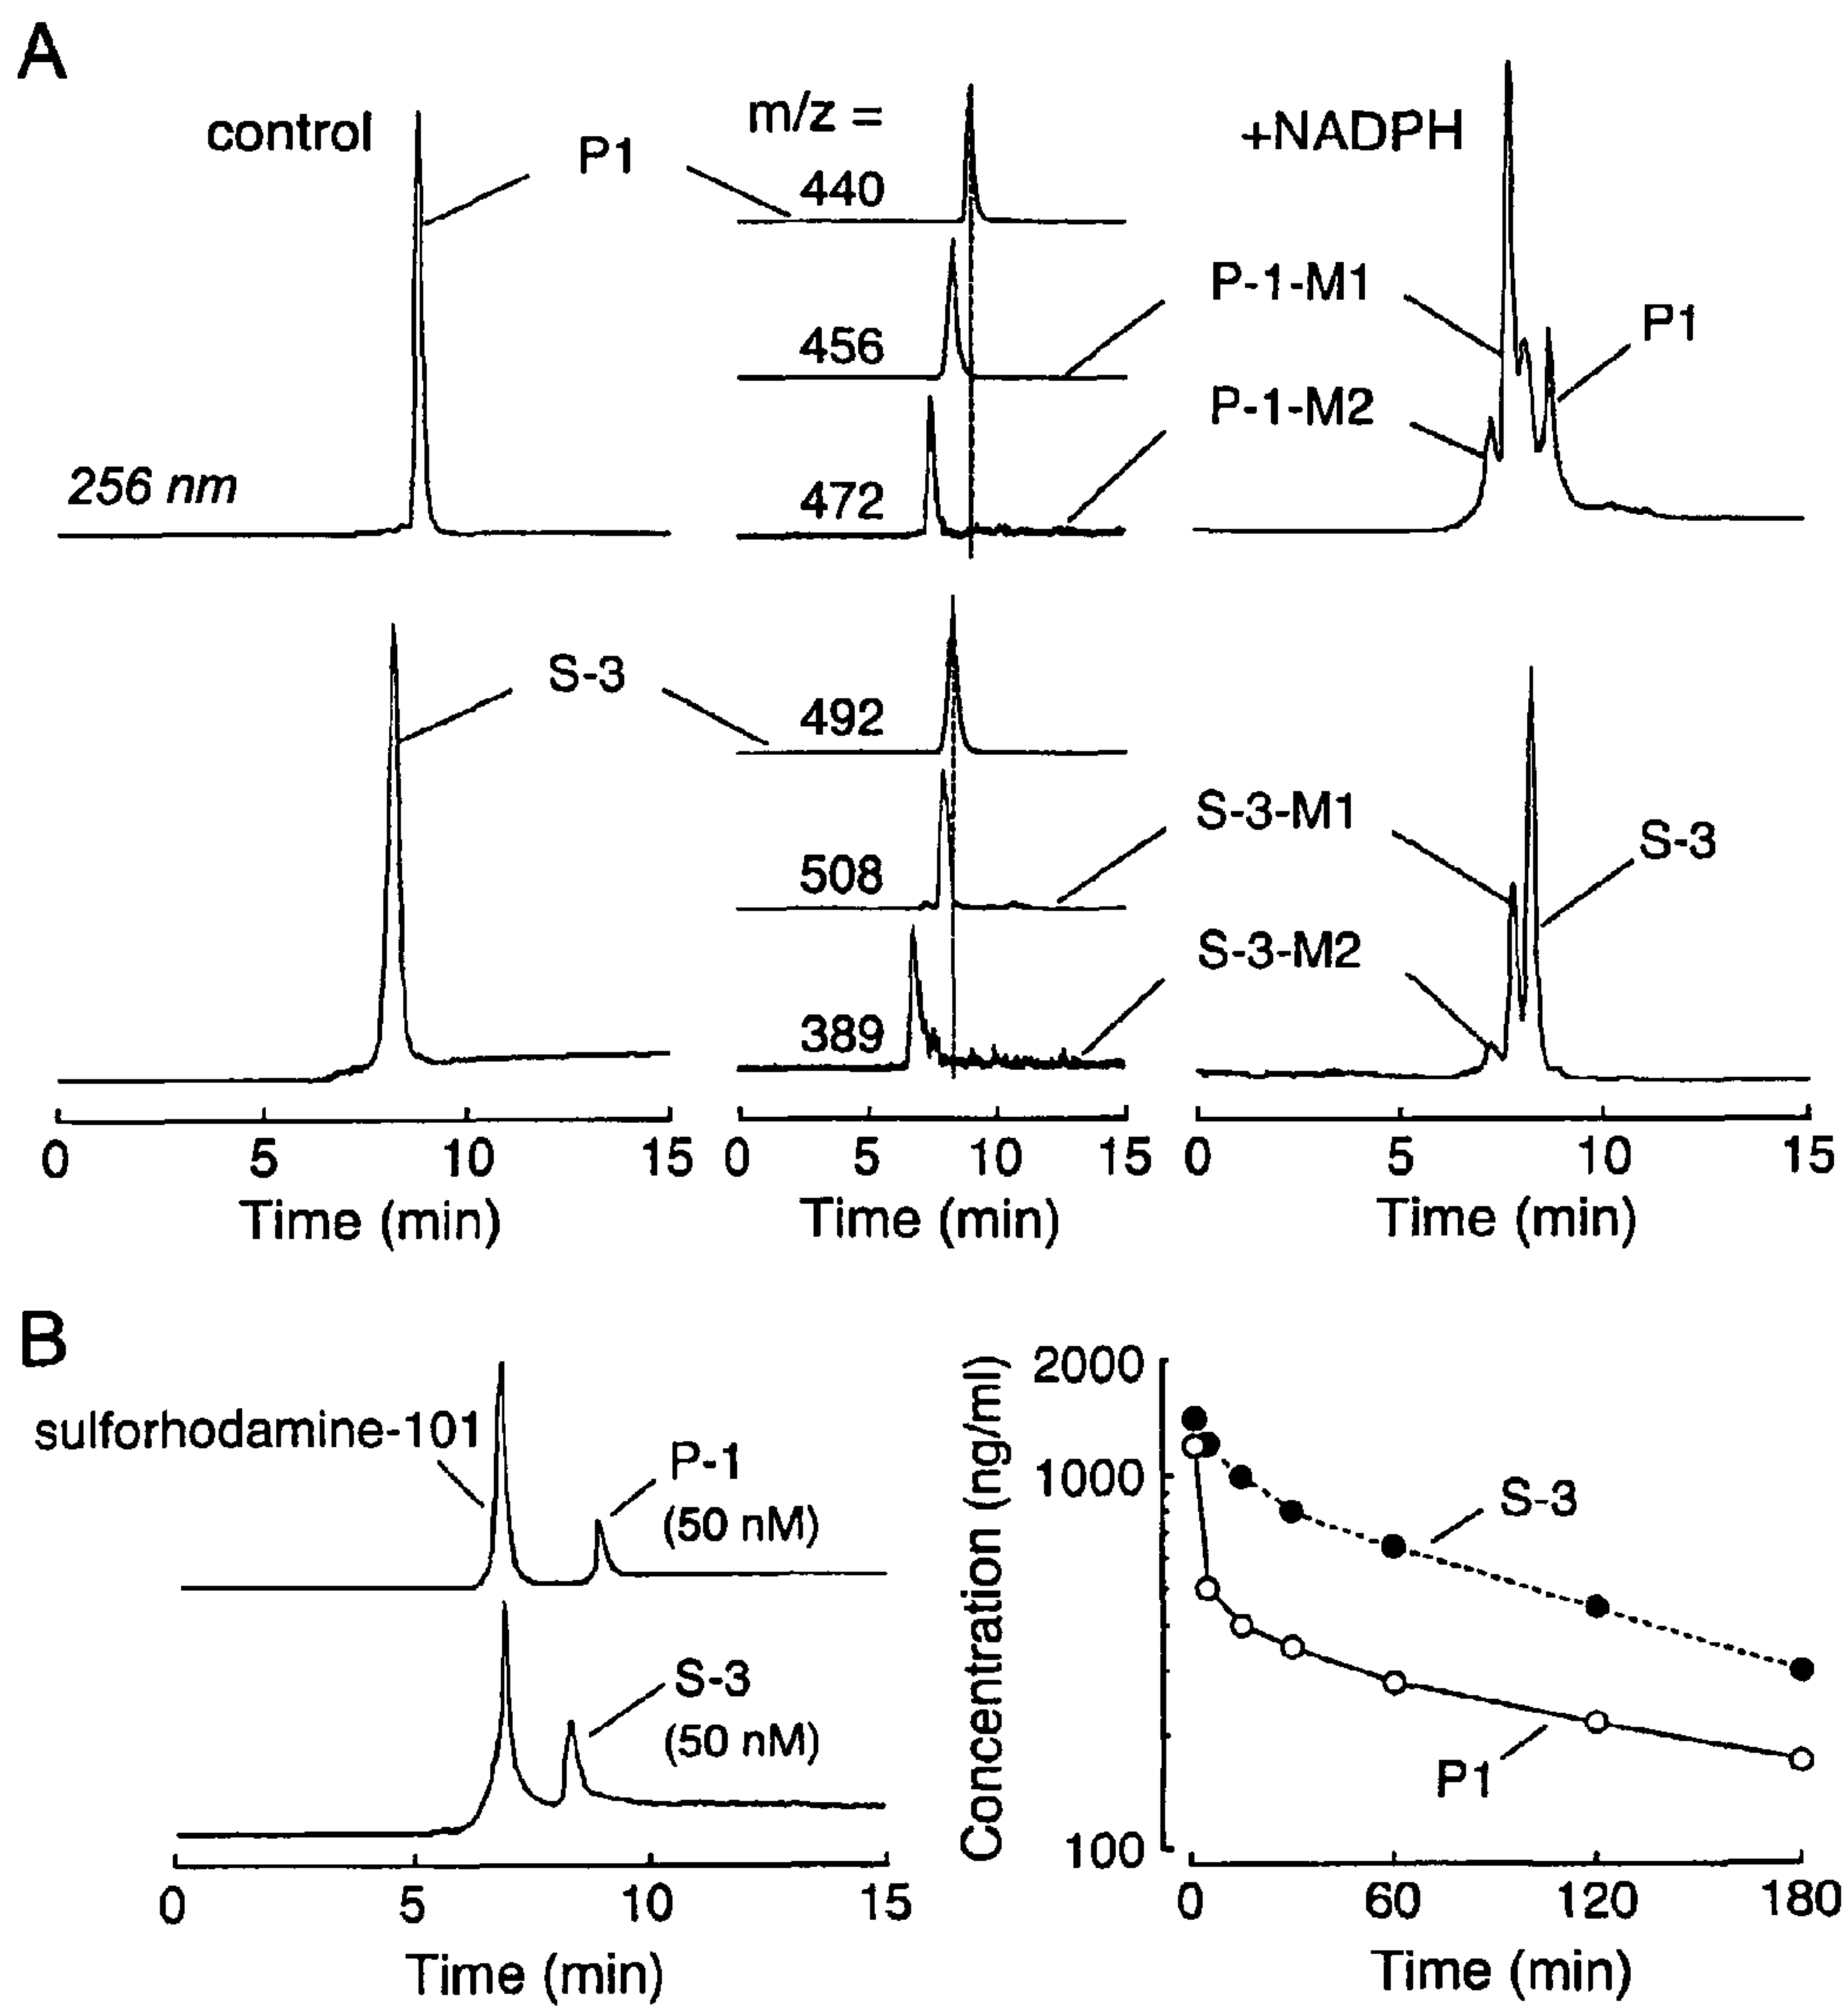 A
control
P1
m/z =
440
456
472
+NADPH
P-1-M1
P1
P-1-M2
256 nm
S-3
492
508
389
S-3-M1
S-3
S-3-M2
0 5 10 15
0 5 10 15
0 5 10 15
Time (min)
Time (min)
Time (min)
B
sulforhodamine-101
P-1
(50 nM)
S-3
(50 nM)
0 5 10 15
Time (min)
Concentration (ng/ml)
2000
1000
100
S-3
P1
0 60 120 180
Time (min)